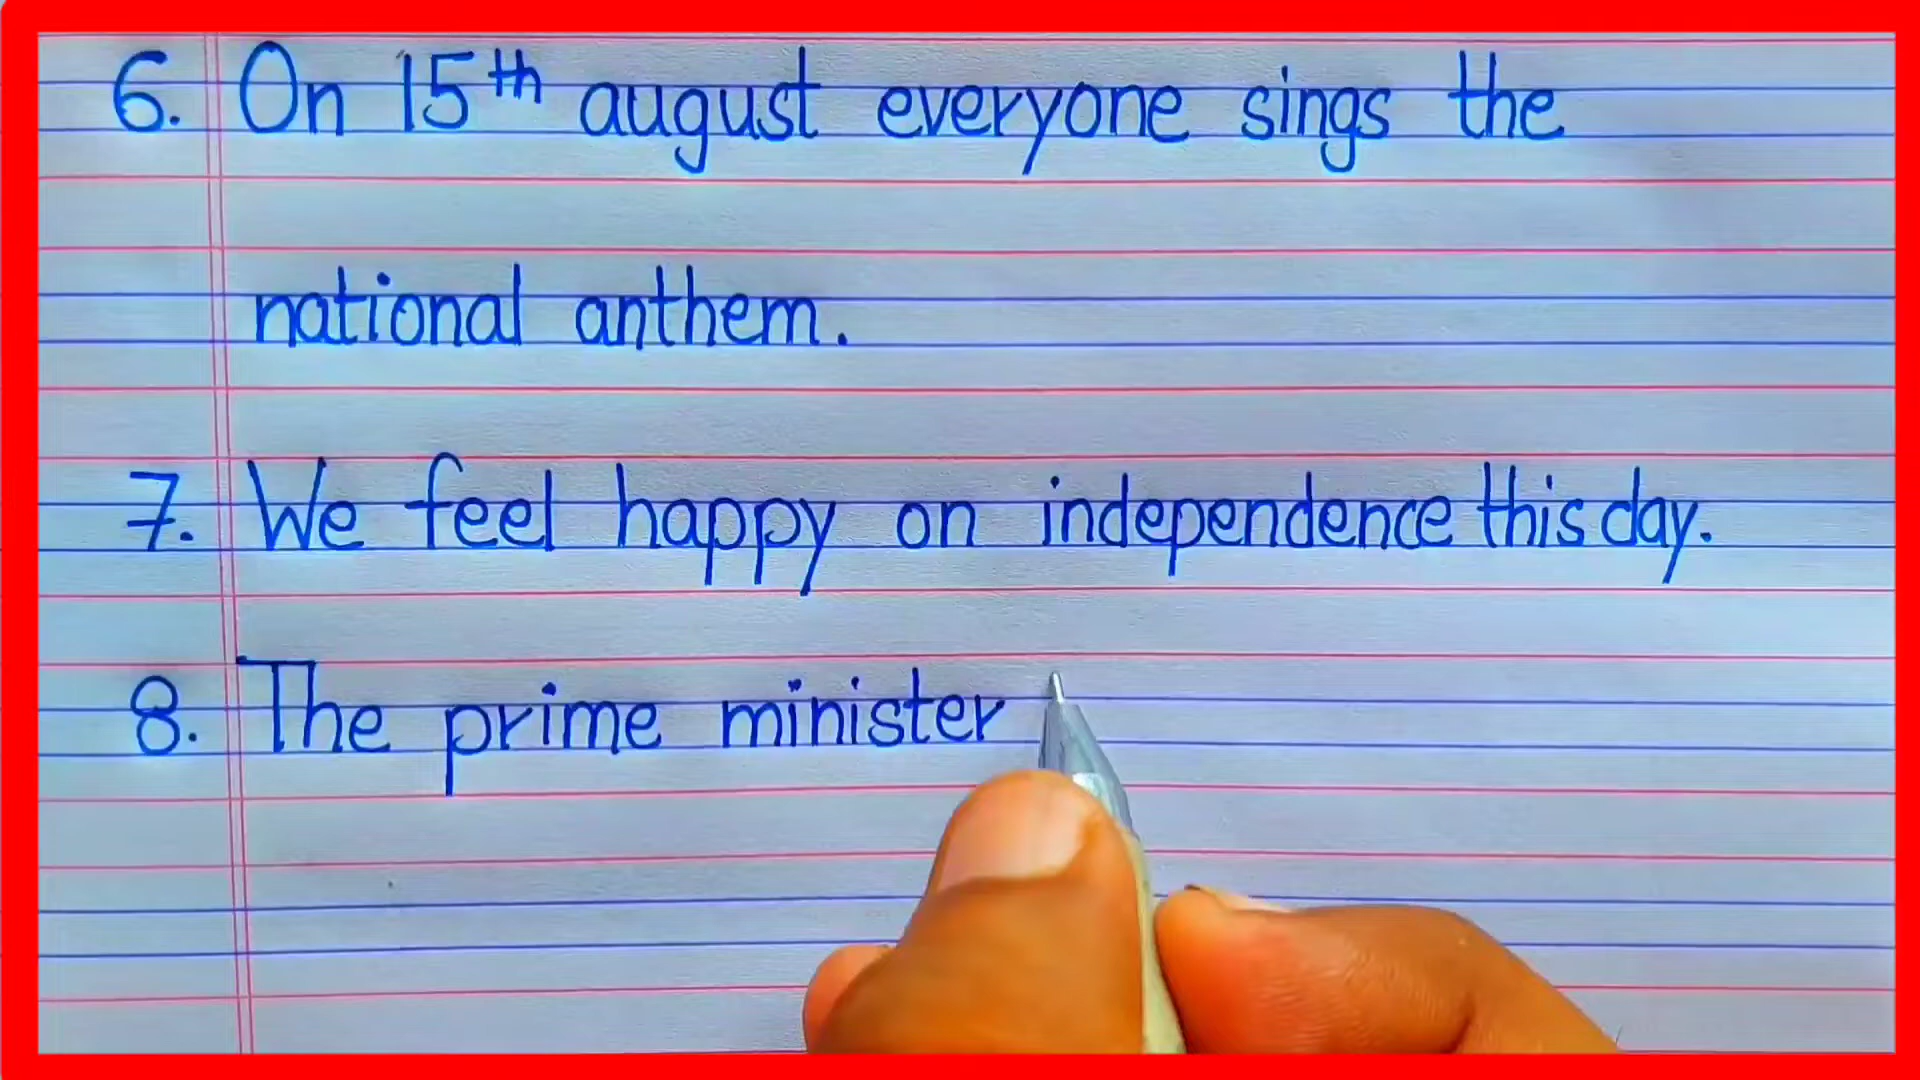 6. On 15th august everyone sings the
national anthem.
7. We feel happy on independence this day.
8. The prime minister